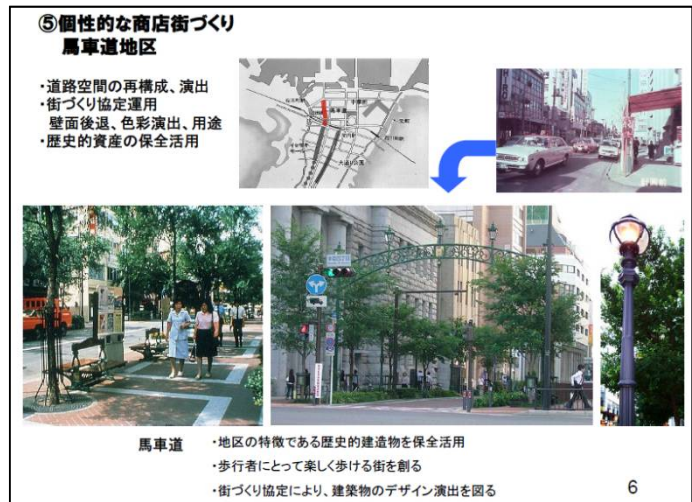 ⑤個性的な商店街づくり
馬車道地区
・道路空間の再構成、演出
・街づくり協定運用
壁面後退、色彩演出、用途
・歴史的資産の保全活用
計画前
馬車道
・地区の特徴である歴史的建造物を保全活用
・歩行者にとって楽しく歩ける街を創る
・街づくり協定により、建築物のデザイン演出を図る
6